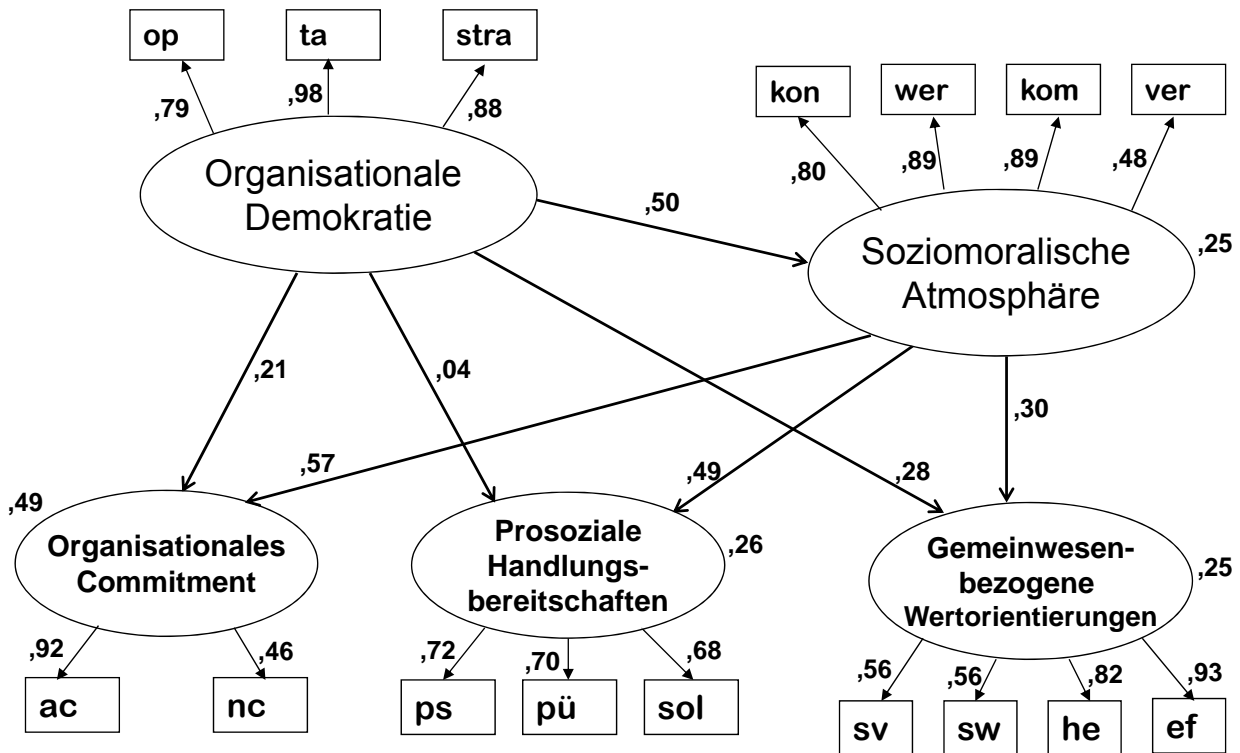 op
ta
stra
,79
,98
,88
kon
wer
kom
ver
,80
,89
,89
,48
Organisationale
Demokratie
,50
Soziomoralische
Atmosphäre
,25
,21
,04
,30
,57
,49
,28
,49
Organisationales
Commitment
Prosoziale
Handlungs-
bereitschaften
,26
Gemeinwesen-
bezogene
Wertorientierungen
,25
,92
,46
,72
,70
,68
,56
,56
,82
,93
ac
nc
ps
pü
sol
sv
sw
he
ef